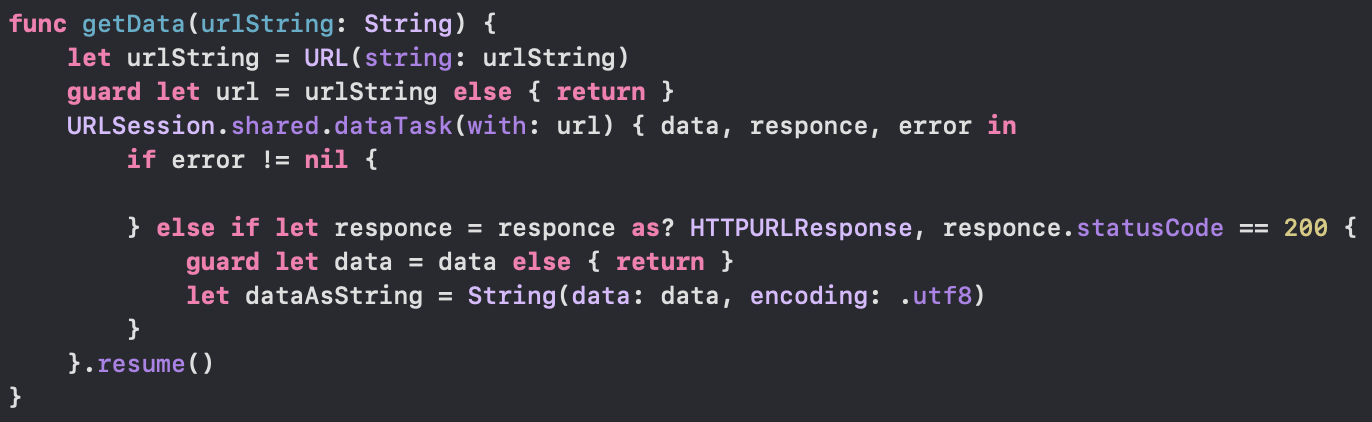 func getData(urlString: String) {
    let urlString = URL(string: urlString)
    guard let url = urlString else { return }
    URLSession.shared.dataTask(with: url) { data, responce, error in
        if error != nil {

        } else if let responce = responce as? HTTPURLResponse, responce.statusCode == 200 {
            guard let data = data else { return }
            let dataAsString = String(data: data, encoding: .utf8)
        }
    }.resume()
}